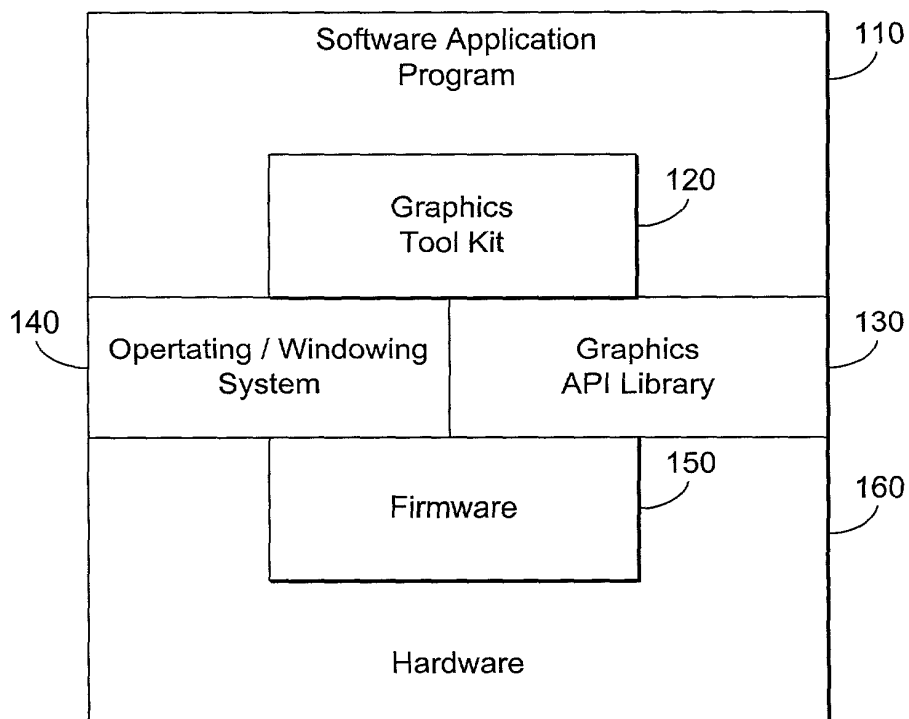 Software Application
Program
110
Graphics
Tool Kit
120
140
Opertating / Windowing
System
Graphics
API Library
130
Firmware
150
160
Hardware